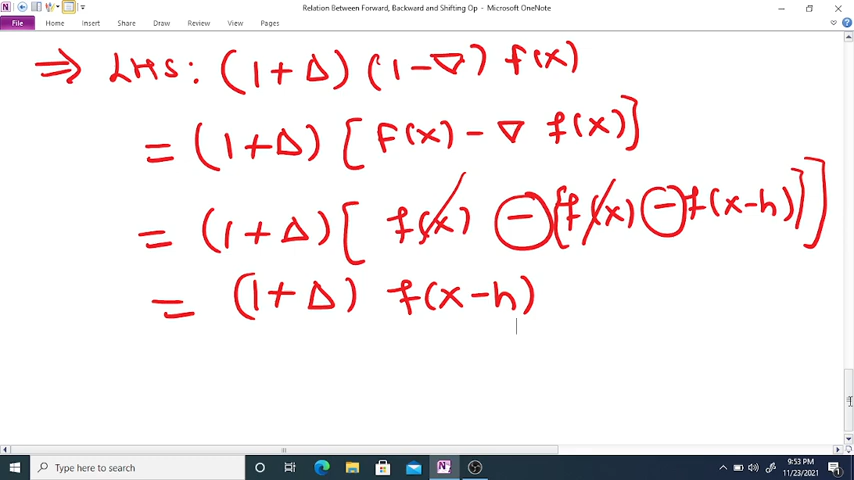 Relation Between Forward, Backward and Shifting Op - Microsoft OneNote
File Home Insert Share Draw Review View Pages
⇒ LHS: (1+Δ) (1-∇) f(x)
= (1+Δ) [F(x) - ∇ f(x)]
= (1+Δ) [f(x) - [f(x) - f(x-h)]]
= (1+Δ) f(x-h)
9:53 PM
Type here to search
11/23/2021